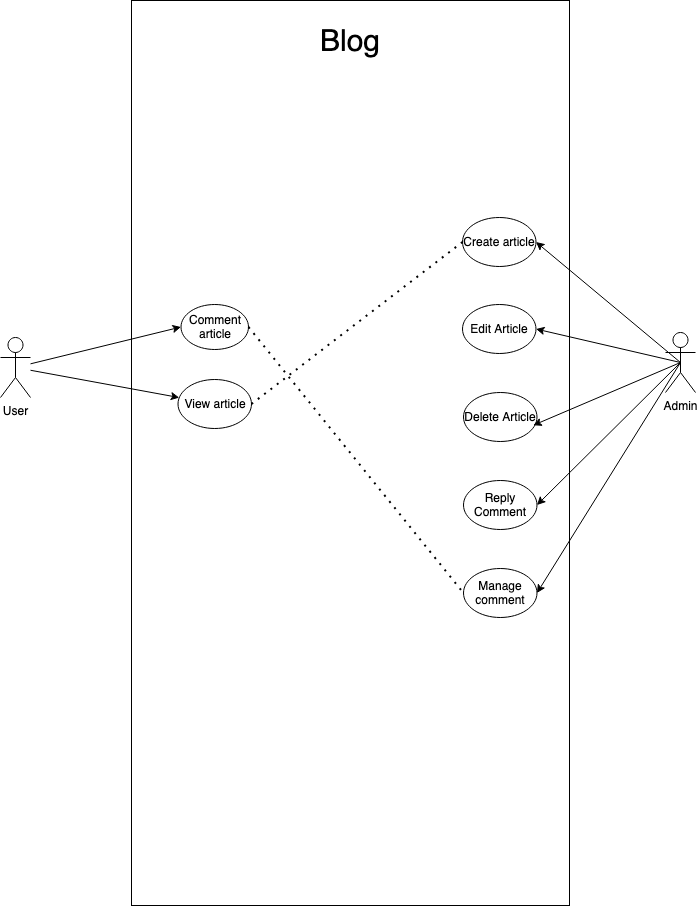 Blog
Create article
Comment
article
Edit Article
View article
User
Admin
Delete Article
Reply
Comment
Manage
comment